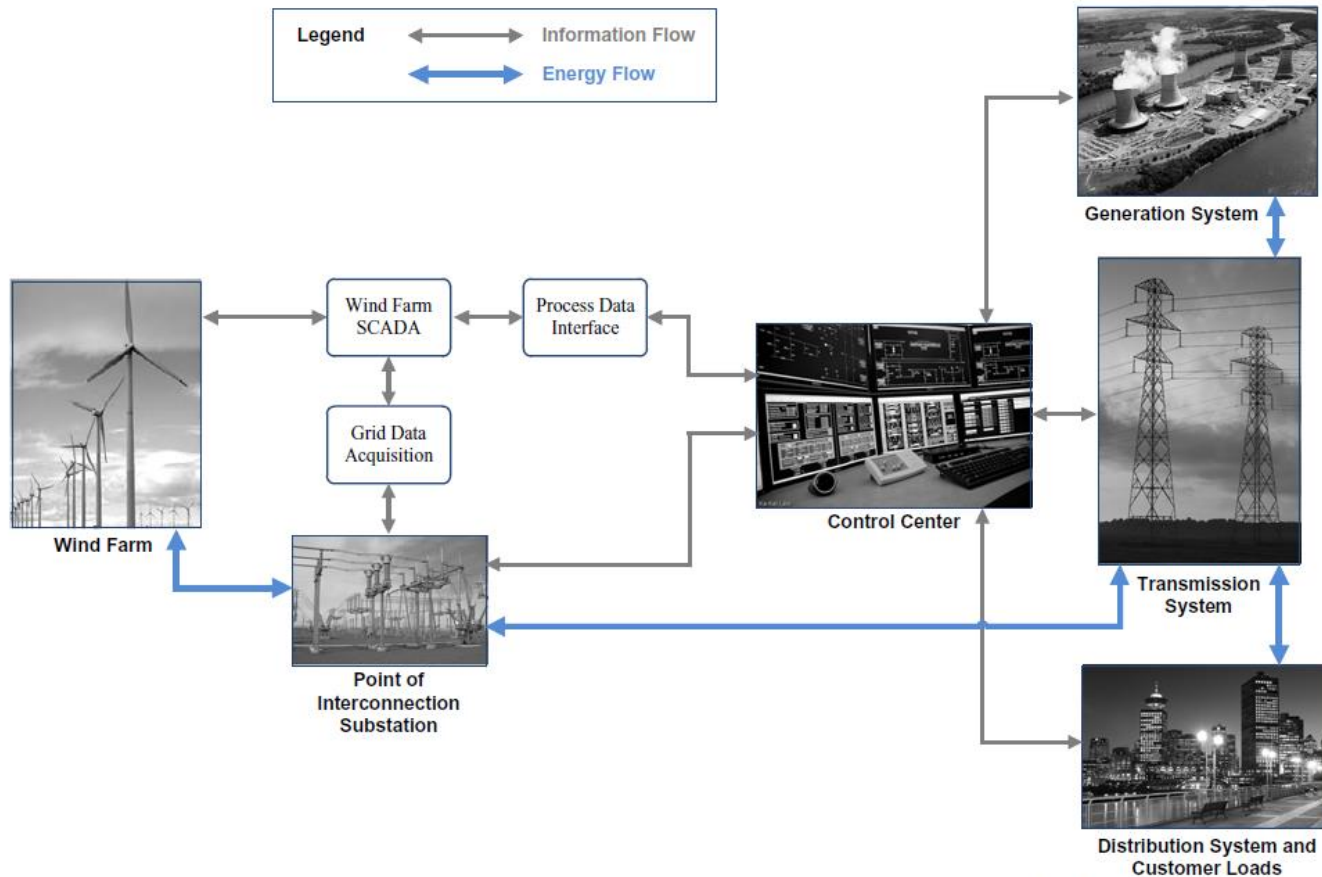 Legend
Information Flow
Energy Flow
Generation System
Wind Farm
SCADA
Process Data
Interface
Grid Data
Acquisition
Control Center
Wind Farm
Transmission
System
Point of
Interconnection
Substation
Distribution System and
Customer Loads